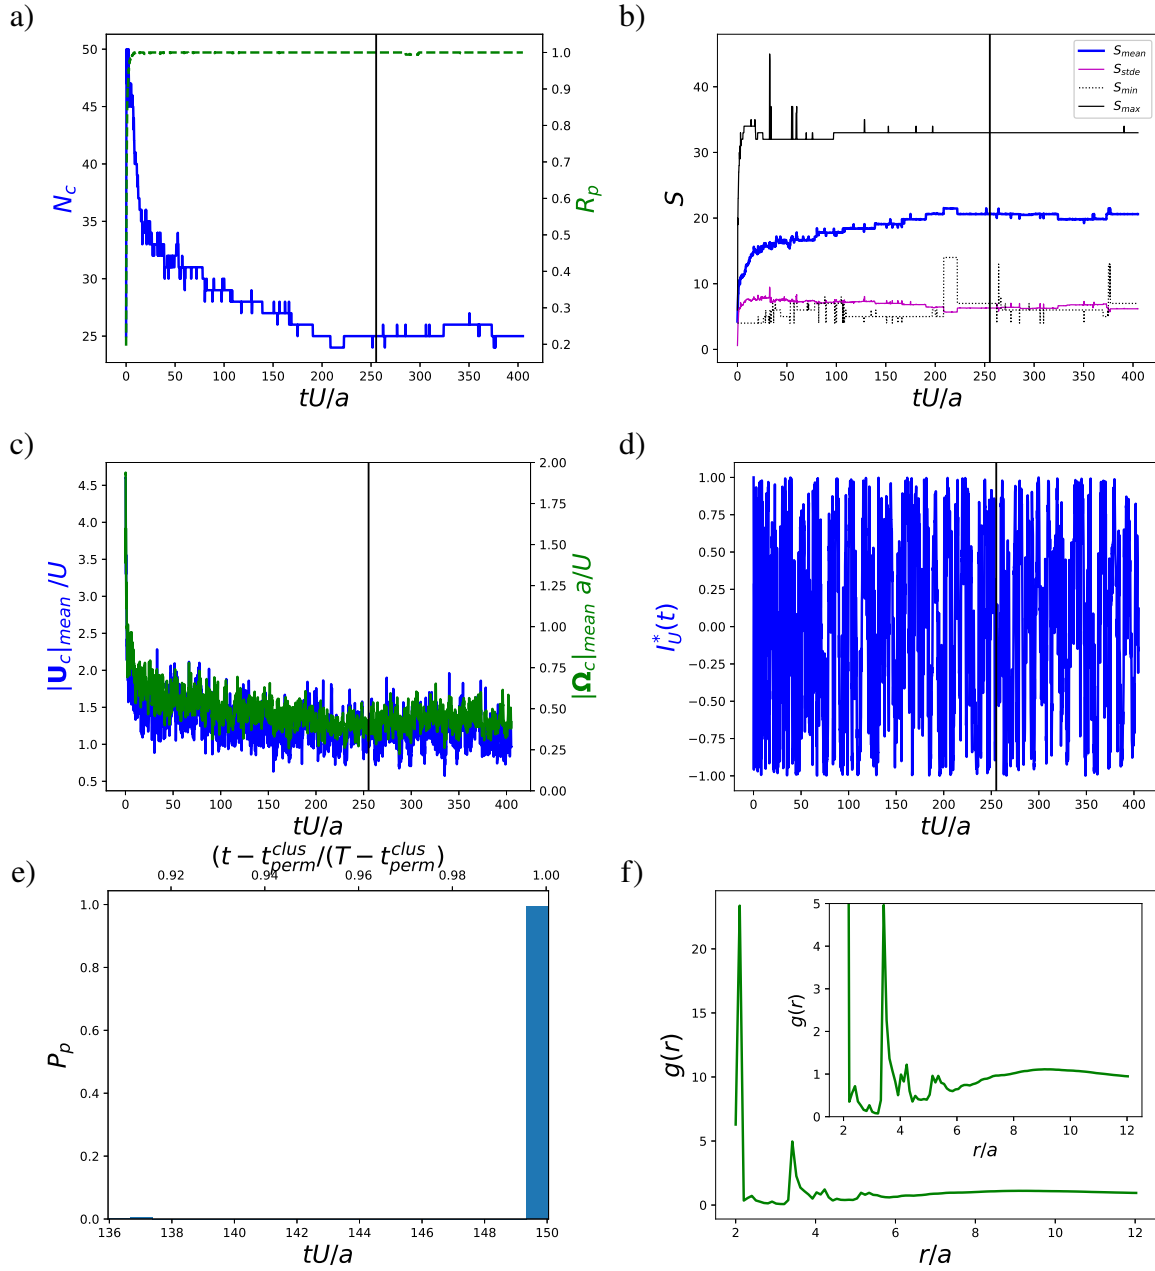 a)
50
45
40
35
30
25
N_c
1.0
0.9
0.8
0.7
0.6
0.5
0.4
0.3
0.2
R_p
0 50 100 150 200 250 300 350 400
tU/a
b)
S_mean
S_stde
S_min
S_max
40
30
20
10
0
S
0 50 100 150 200 250 300 350 400
tU/a
c)
4.5
4.0
3.5
3.0
2.5
2.0
1.5
1.0
0.5
|U_c|_mean /U
2.00
1.75
1.50
1.25
1.00
0.75
0.50
0.25
0.00
|Ω_c|_mean a/U
0 50 100 150 200 250 300 350 400
tU/a
d)
1.00
0.75
0.50
0.25
0.00
−0.25
−0.50
−0.75
−1.00
I_U^*(t)
0 50 100 150 200 250 300 350 400
tU/a
e)
(t − t_perm^clus/(T − t_perm^clus)
0.92 0.94 0.96 0.98 1.00
1.0
0.8
0.6
0.4
0.2
0.0
P_p
136 138 140 142 144 146 148 150
tU/a
f)
20
15
10
5
0
g(r)
2 4 6 8 10 12
r/a
5
4
3
2
1
0
g(r)
2 4 6 8 10 12
r/a